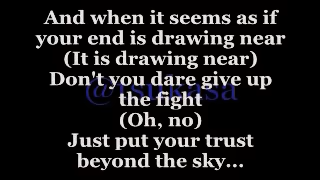 And when it seems as if
your end is drawing near
(It is drawing near)
Don't you dare give up
the fight
(Oh, no)
Just put your trust
beyond the sky...